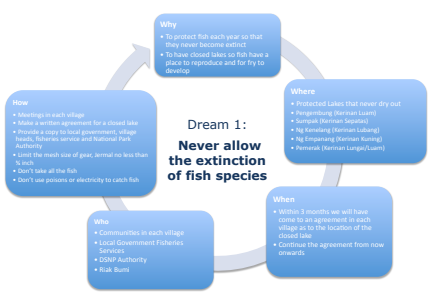 Why
• To protect fish each year so that
they never become extinct
• To have closed lakes so fish have a
place to reproduce and for fry to
develop
Where
• Protected Lakes that never dry out
• Pengembung (Kerinan Luam)
• Sumpak (Kerinan Sepatas)
• Ng Kenelang (Kerinan Lubang)
• Ng Empanang (Kerinan Kuning)
• Pemerak (Kerinan Lungai/Luam)
When
• Within 3 months we will have
come to an agreement in each
village as to the location of the
closed lake
• Continue the agreement from now
onwards
Who
• Communities in each village
• Local Government Fisheries
Services
• DSNP Authority
• Riak Bumi
How
• Meetings in each village
• Make a written agreement for a closed lake
• Provide a copy to local government, village
heads, fisheries service and National Park
Authority
• Limit the mesh size of gear, Jermal no less than
¾ inch
• Don't take all the fish
• Don't use poisons or electricity to catch fish
Dream 1:
Never allow
the extinction
of fish species